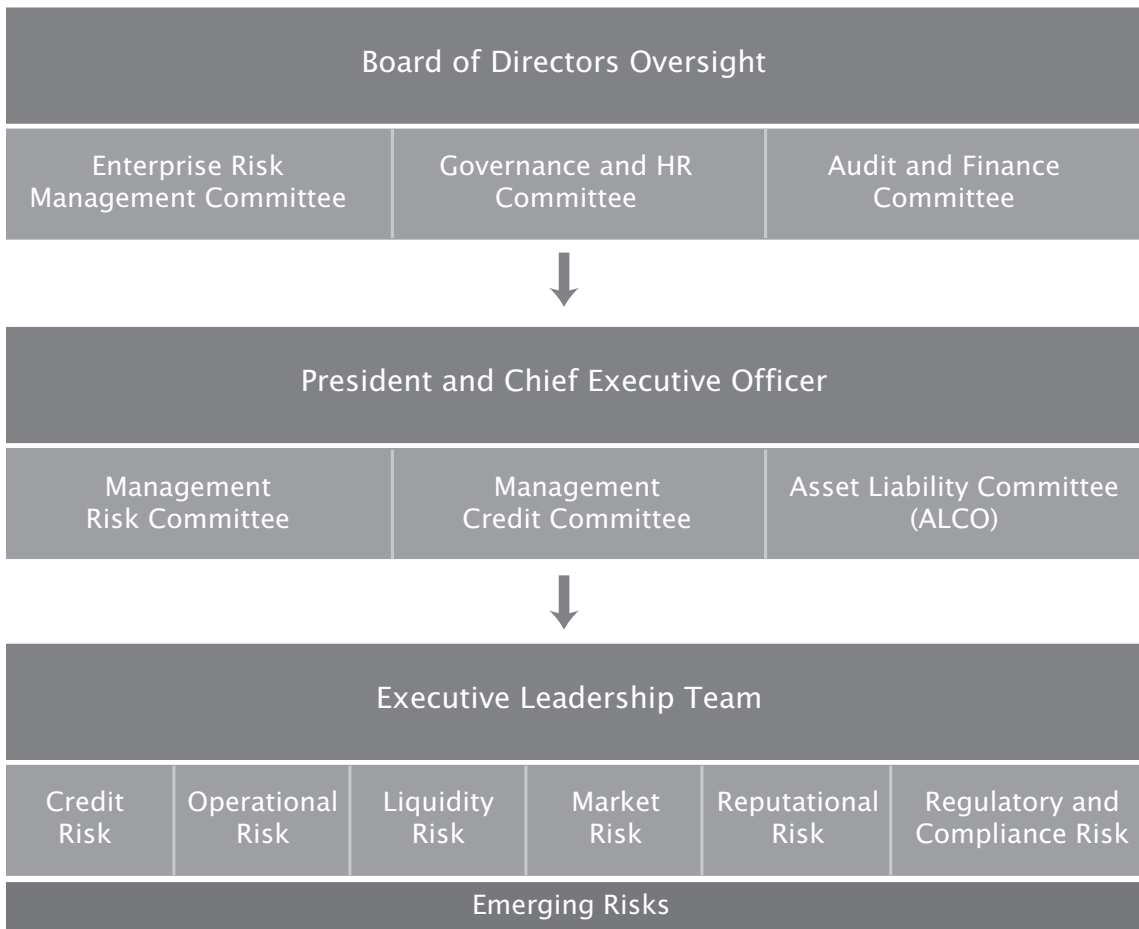 Board of Directors Oversight
Enterprise Risk
Management Committee
Governance and HR
Committee
Audit and Finance
Committee
President and Chief Executive Officer
Management
Risk Committee
Management
Credit Committee
Asset Liability Committee
(ALCO)
Executive Leadership Team
Credit
Risk
Operational
Risk
Liquidity
Risk
Market
Risk
Reputational
Risk
Regulatory and
Compliance Risk
Emerging Risks